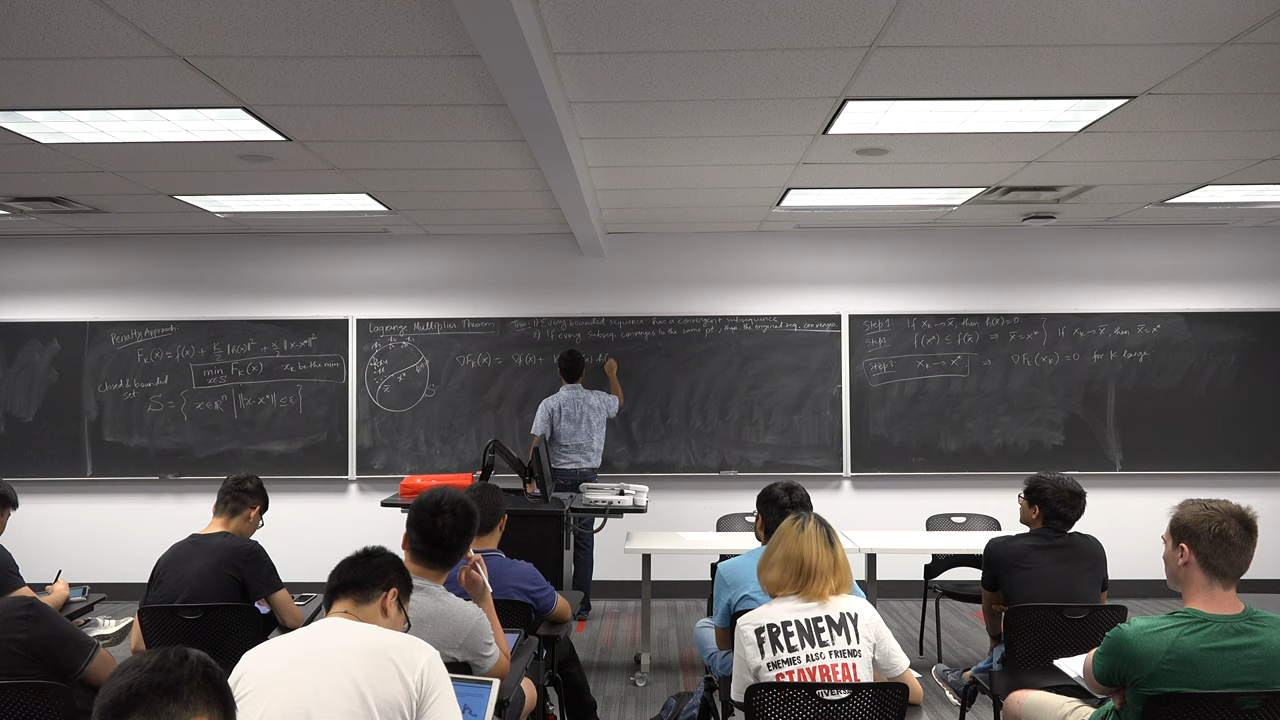 Penalty Approach:
F_K(x) = f(x) + K/2 ||h(x)||² + α/2 ||x-x*||²
min F_K(x) x_K be the min
x∈S
closed & bounded
set
S = { x ∈ ℝⁿ | ||x-x*|| ≤ ε }
Lagrange Multiplier Theorem
Thm: 1) Every bounded sequence has a convergent subsequence
2) If every subseq. converges to the same pt, then the original seq. converges.
x*
S
∇F_K(x) = ∇f(x) + K
Step 1: If x_K → x̄, then h(x̄)=0.
Step 2: f(x*) ≤ f(x̄) ⇒ x̄=x* } If x_K → x̄, then x̄=x*
Step 3: x_K → x* ⇒ ∇F_K(x_K)=0 for K large
FRENEMY
ENEMIES ALSO FRIENDS
STAYREAL